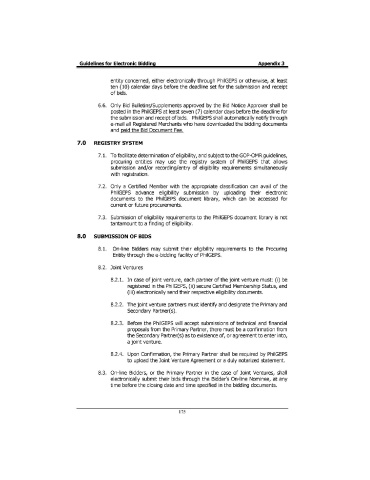 Guidelines for Electronic Bidding Appendix 3
entity concerned, either electronically through PhilGEPS or otherwise, at least
ten (10) calendar days before the deadline set for the submission and receipt
of bids.
6.6. Only Bid Bulletins/Supplements approved by the Bid Notice Approver shall be
posted in the PhilGEPS at least seven (7) calendar days before the deadline for
the submission and receipt of bids. PhilGEPS shall automatically notify through
e-mail all Registered Merchants who have downloaded the bidding documents
and paid the Bid Document Fee.
7.0 REGISTRY SYSTEM
7.1. To facilitate determination of eligibility, and subject to the GOP-OMR guidelines,
procuring entities may use the registry system of PhilGEPS that allows
submission and/or recording/entry of eligibility requirements simultaneously
with registration.
7.2. Only a Certified Member with the appropriate classification can avail of the
PhilGEPS advance eligibility submission by uploading their electronic
documents to the PhilGEPS document library, which can be accessed for
current or future procurements.
7.3. Submission of eligibility requirements to the PhilGEPS document library is not
tantamount to a finding of eligibility.
8.0 SUBMISSION OF BIDS
8.1. On-line Bidders may submit their eligibility requirements to the Procuring
Entity through the e-bidding facility of PhilGEPS.
8.2. Joint Ventures
8.2.1. In case of joint venture, each partner of the joint venture must: (i) be
registered in the PhilGEPS, (ii) secure Certified Membership Status, and
(iii) electronically send their respective eligibility documents.
8.2.2. The joint venture partners must identify and designate the Primary and
Secondary Partner(s).
8.2.3. Before the PhilGEPS will accept submissions of technical and financial
proposals from the Primary Partner, there must be a confirmation from
the Secondary Partner(s) as to existence of, or agreement to enter into,
a joint venture.
8.2.4. Upon Confirmation, the Primary Partner shall be required by PhilGEPS
to upload the Joint Venture Agreement or a duly notarized statement.
8.3. On-line Bidders, or the Primary Partner in the case of Joint Ventures, shall
electronically submit their bids through the Bidder's On-line Nominee, at any
time before the closing date and time specified in the bidding documents.